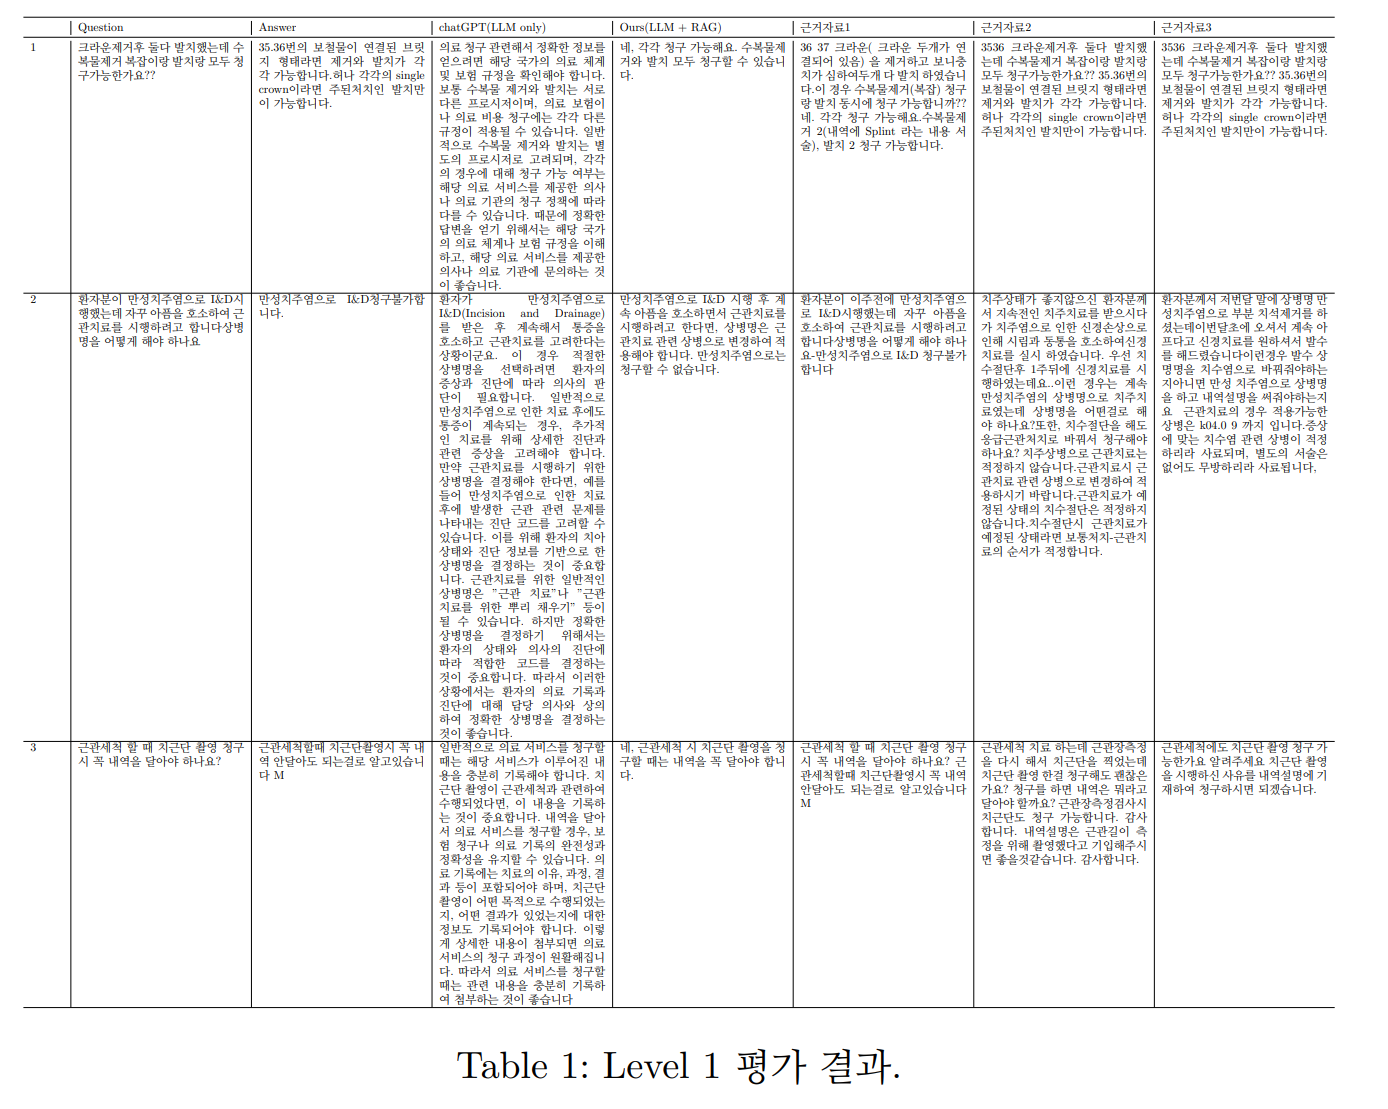 Question
Answer
chatGPT(LLM only)
Ours(LLM + RAG)
근거자료1
근거자료2
근거자료3
1
크라운제거후 둘다 발치했는데 수
복물제거 복잡이랑 발치랑 모두 청
구가능한가요??
35.36번의 보철물이 연결된 브릿
지 형태라면 제거와 발치가 각
각 가능합니다.허나 각각의 single
crown이라면 주된처치인 발치만
이 가능합니다.
의료 청구 관련해서 정확한 정보를
얻으려면 해당 국가의 의료 체계
및 보험 규정을 확인해야 합니다.
보통 수복물 제거와 발치는 서로
다른 프로시저이며, 의료 보험이
나 의료 비용 청구에는 각각 다른
규정이 적용될 수 있습니다. 일반
적으로 수복물 제거와 발치는 별
도의 프로시저로 고려되며, 각각
의 경우에 대해 청구 가능 여부는
해당 의료 서비스를 제공한 의사
나 의료 기관의 청구 정책에 따라
다를 수 있습니다. 때문에 정확한
답변을 얻기 위해서는 해당 국가
의 의료 체계나 보험 규정을 이해
하고, 해당 의료 서비스를 제공한
의사나 의료 기관에 문의하는 것
이 좋습니다.
네, 각각 청구 가능해요. 수복물제
거와 발치 모두 청구할 수 있습니
다.
36 37 크라운( 크라운 두개가 연
결되어 있음) 을 제거하고 보니충
치가 심하여두개 다 발치 하였습니
다.이 경우 수복물제거(복잡) 청구
랑 발치 동시에 청구 가능합니까??
네. 각각 청구 가능해요.수복물제
거 2(내역에 Splint 라는 내용 서
술), 발치 2 청구 가능합니다.
3536 크라운제거후 둘다 발치했
는데 수복물제거 복잡이랑 발치랑
모두 청구가능한가요?? 35.36번의
보철물이 연결된 브릿지 형태라면
제거와 발치가 각각 가능합니다.
허나 각각의 single crown이라면
주된처치인 발치만이 가능합니다.
3536 크라운제거후 둘다 발치했
는데 수복물제거 복잡이랑 발치랑
모두 청구가능한가요?? 35.36번의
보철물이 연결된 브릿지 형태라면
제거와 발치가 각각 가능합니다.
허나 각각의 single crown이라면
주된처치인 발치만이 가능합니다.
2
환자분이 만성치주염으로 I&D시
행했는데 자꾸 아픔을 호소하여 근
관치료를 시행하려고 합니다상병
명을 어떻게 해야 하나요
만성치주염으로 I&D청구불가합
니다.
환자가 만성치주염으로
I&D(Incision and Drainage)
를 받은 후 계속해서 통증을
호소하고 근관치료를 고려한다는
상황이군요. 이 경우 적절한
상병명을 선택하려면 환자의
증상과 진단에 따라 의사의 판
단이 필요합니다. 일반적으로
만성치주염으로 인한 치료 후에도
통증이 계속되는 경우, 추가적
인 치료를 위해 상세한 진단과
관련 증상을 고려해야 합니다.
만약 근관치료를 시행하기 위한
상병명을 결정해야 한다면, 예를
들어 만성치주염으로 인한 치료
후에 발생한 근관 관련 문제를
나타내는 진단 코드를 고려할 수
있습니다. 이를 위해 환자의 치아
상태와 진단 정보를 기반으로 한
상병명을 결정하는 것이 중요합
니다. 근관치료를 위한 일반적인
상병명은 ”근관 치료”나 ”근관
치료를 위한 뿌리 채우기” 등이
될 수 있습니다. 하지만 정확한
상병명을 결정하기 위해서는
환자의 상태와 의사의 진단에
따라 적합한 코드를 결정하는
것이 중요합니다. 따라서 이러한
상황에서는 환자의 의료 기록과
진단에 대해 담당 의사와 상의
하여 정확한 상병명을 결정하는
것이 좋습니다.
만성치주염으로 I&D 시행 후 계
속 아픔을 호소하면서 근관치료를
시행하려고 한다면, 상병명은 근
관치료 관련 상병으로 변경하여 적
용해야 합니다. 만성치주염으로는
청구할 수 없습니다.
환자분이 이주전에 만성치주염으
로 I&D시행했는데 자꾸 아픔을
호소하여 근관치료를 시행하려고
합니다상병명을 어떻게 해야 하나
요-만성치주염으로 I&D 청구불가
합니다
치주상태가 좋지않으신 환자분께
서 지속전인 치주치료를 받으시다
가 치주염으로 인한 신경손상으로
인해 시림과 동통을 호소하여신경
치료를 실시 하였습니다. 우선 치
수절단후 1주뒤에 신경치료를 시
행하였는데요..이런 경우는 계속
만성치주염의 상병명으로 치주치
료였는데 상병명을 어떤걸로 해
야 하나요?또한, 치수절단을 해도
응급근관처치로 바꿔서 청구해야
하나요? 치주상병으로 근관치료는
적정하지 않습니다.근관치료시 근
관치료 관련 상병으로 변경하여 적
용하시기 바랍니다.근관치료가 예
정된 상태의 치수절단은 적정하지
않습니다.치수절단시 근관치료가
예정된 상태라면 보통처치-근관치
료의 순서가 적정합니다.
환자분께서 저번달 말에 상병명 만
성치주염으로 부분 치석제거를 하
셨는데이번달초에 오셔서 계속 아
프다고 신경치료를 원하셔서 발수
를 해드렸습니다이런경우 발수 상
명명을 치수염으로 바꿔줘야하는
지아니면 만성 치주염으로 상병명
을 하고 내역설명을 써줘야하는지
요 근관치료의 경우 적용가능한
상병은 k04.0 9 까지 입니다.증상
에 맞는 치수염 관련 상병이 적정
하리라 사료되며, 별도의 서술은
없어도 무방하리라 사료됩니다,
3
근관세척 할 때 치근단 촬영 청구
시 꼭 내역을 달아야 하나요?
근관세척할때 치근단촬영시 꼭 내
역 안달아도 되는걸로 알고있습니
다 M
일반적으로 의료 서비스를 청구할
때는 해당 서비스가 이루어진 내
용을 충분히 기록해야 합니다. 치
근단 촬영이 근관세척과 관련하여
수행되었다면, 이 내용을 기록하
는 것이 중요합니다. 내역을 달아
서 의료 서비스를 청구할 경우, 보
험 청구나 의료 기록의 완전성과
정확성을 유지할 수 있습니다. 의
료 기록에는 치료의 이유, 과정, 결
과 등이 포함되어야 하며, 치근단
촬영이 어떤 목적으로 수행되었는
지, 어떤 결과가 있었는지에 대한
정보도 기록되어야 합니다. 이렇
게 상세한 내용이 첨부되면 의료
서비스의 청구 과정이 원활해집니
다. 따라서 의료 서비스를 청구할
때는 관련 내용을 충분히 기록하
여 첨부하는 것이 좋습니다
네, 근관세척 시 치근단 촬영을 청
구할 때는 내역을 꼭 달아야 합니
다.
근관세척 할 때 치근단 촬영 청구
시 꼭 내역을 달아야 하나요? 근
관세척할때 치근단촬영시 꼭 내역
안달아도 되는걸로 알고있습니다
M
근관세척 치료 하는데 근관장측정
을 다시 해서 치근단을 찍었는데
치근단 촬영 한걸 청구해도 괜찮은
가요? 청구를 하면 내역은 뭐라고
달아야 할까요? 근관장측정검사시
치근단도 청구 가능합니다. 감사
합니다. 내역설명은 근관길이 측
정을 위해 촬영했다고 기입해주시
면 좋을것같습니다. 감사합니다.
근관세척에도 치근단 촬영 청구 가
능한가요 알려주세요 치근단 촬영
을 시행하신 사유를 내역설명에 기
재하여 청구하시면 되겠습니다.
Table 1: Level 1 평가 결과.